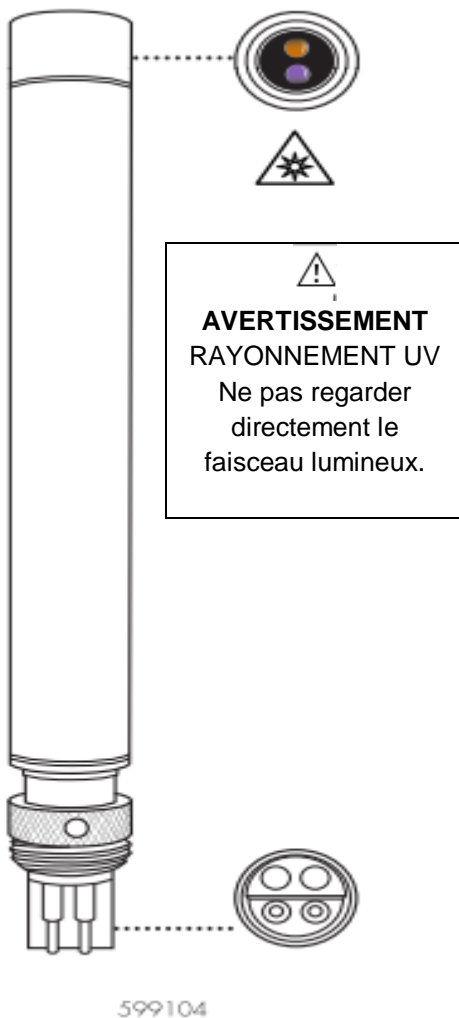 AVERTISSEMENT
RAYONNEMENT UV
Ne pas regarder
directement le
faisceau lumineux.
599104